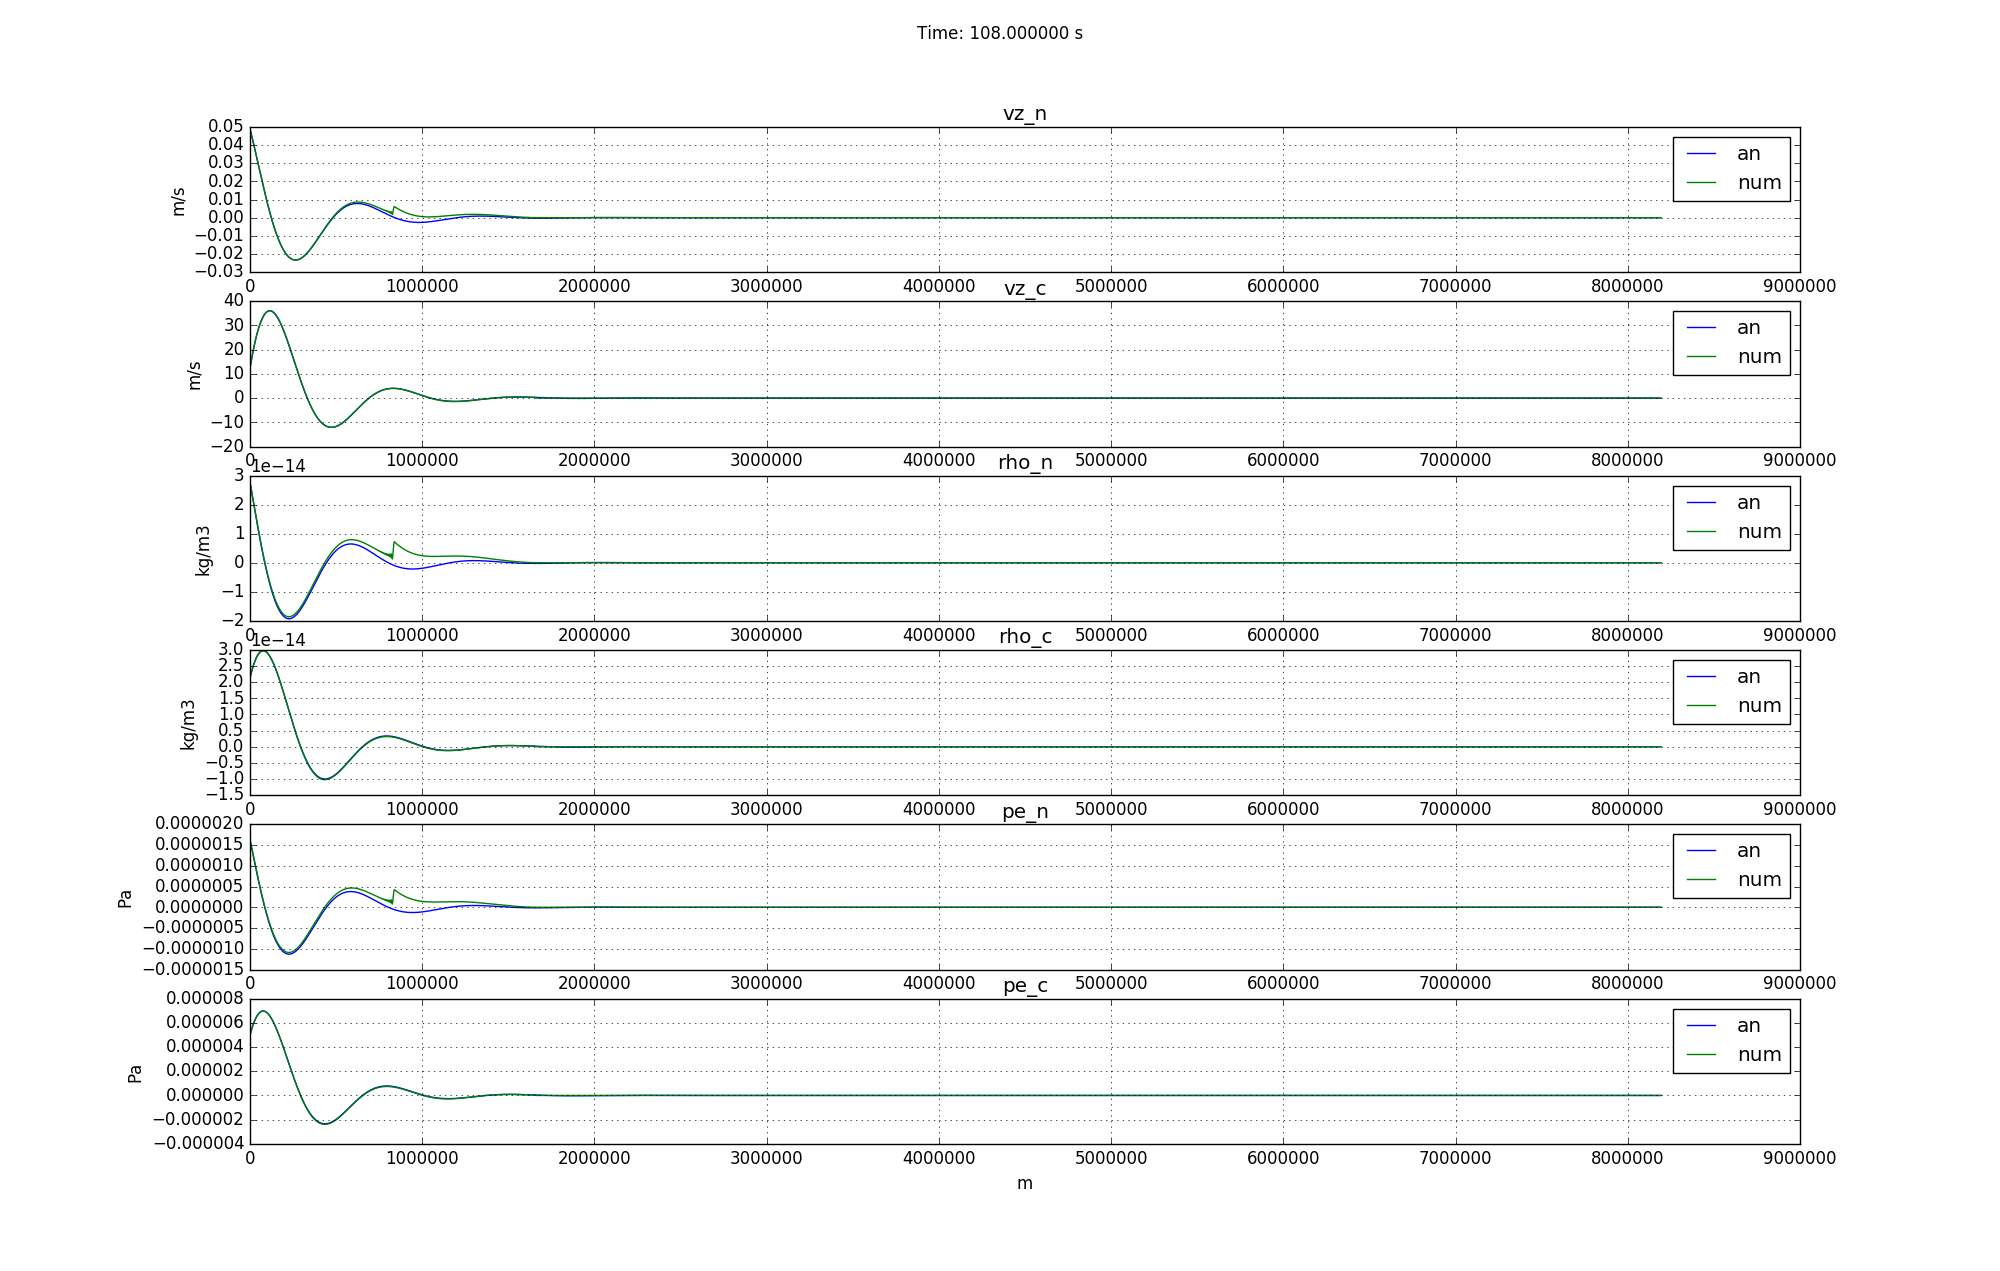 Time: 108.000000 s
vz_n
0.05
0.04
0.03
0.02
0.01
0.00
−0.01
−0.02
−0.03
m/s
an
num
0 1000000 2000000 3000000 4000000 5000000 6000000 7000000 8000000 9000000
vz_c
40
30
20
10
0
−10
−20
m/s
an
num
0 1000000 2000000 3000000 4000000 5000000 6000000 7000000 8000000 9000000
1e−14
rho_n
3
2
1
0
−1
−2
kg/m3
an
num
0 1000000 2000000 3000000 4000000 5000000 6000000 7000000 8000000 9000000
1e−14
rho_c
3.0
2.5
2.0
1.5
1.0
0.5
0.0
−0.5
−1.0
−1.5
kg/m3
an
num
0 1000000 2000000 3000000 4000000 5000000 6000000 7000000 8000000 9000000
pe_n
0.0000020
0.0000015
0.0000010
0.0000005
0.0000000
−0.0000005
−0.0000010
−0.0000015
Pa
an
num
0 1000000 2000000 3000000 4000000 5000000 6000000 7000000 8000000 9000000
pe_c
0.000008
0.000006
0.000004
0.000002
0.000000
−0.000002
−0.000004
Pa
an
num
0 1000000 2000000 3000000 4000000 5000000 6000000 7000000 8000000 9000000
m